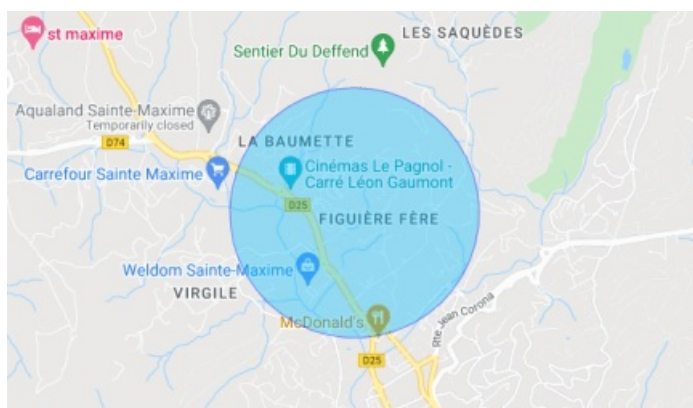 st maxime
LES SAQUÈDES
Sentier Du Deffend
Aqualand Sainte-Maxime
Temporarily closed
D74
LA BAUMETTE
Carrefour Sainte Maxime
Cinémas Le Pagnol -
Carré Léon Gaumont
D25
FIGUIÈRE FÈRE
Weldom Sainte-Maxime
VIRGILE
McDonald's
Rte Jean Corona
D25